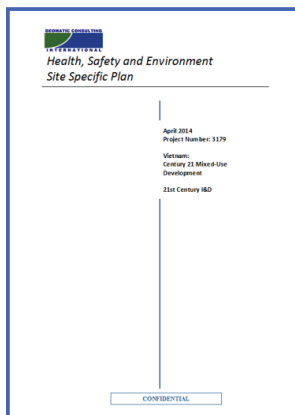 DESMATIC CONSULTING
INTERNATIONAL
Health, Safety and Environment
Site Specific Plan
April 2014
Project Number: 3179
Vietnam:
Century 21 Mixed-Use
Development
21st Century I&D
CONFIDENTIAL